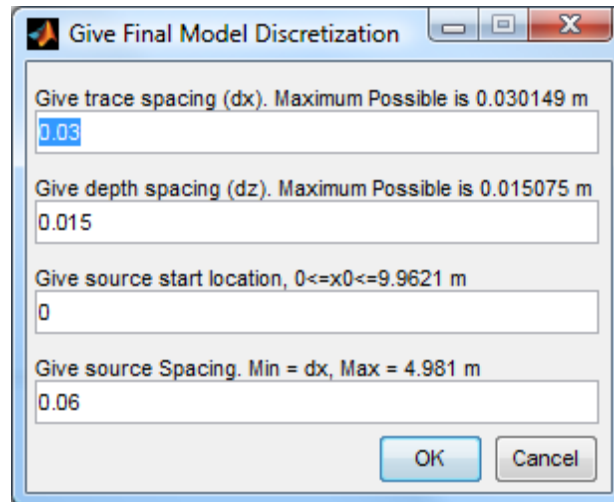 Give Final Model Discretization
Give trace spacing (dx). Maximum Possible is 0.030149 m
0.03
Give depth spacing (dz). Maximum Possible is 0.015075 m
0.015
Give source start location, 0<=x0<=9.9621 m
0
Give source Spacing. Min = dx, Max = 4.981 m
0.06
OK Cancel